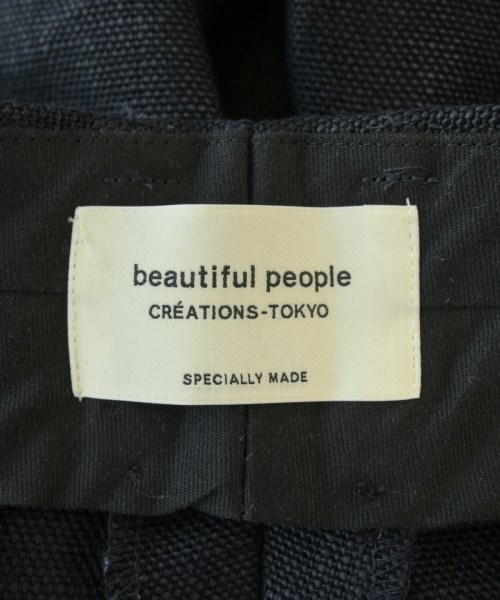 beautiful people
CRÉATIONS-TOKYO
SPECIALLY MADE